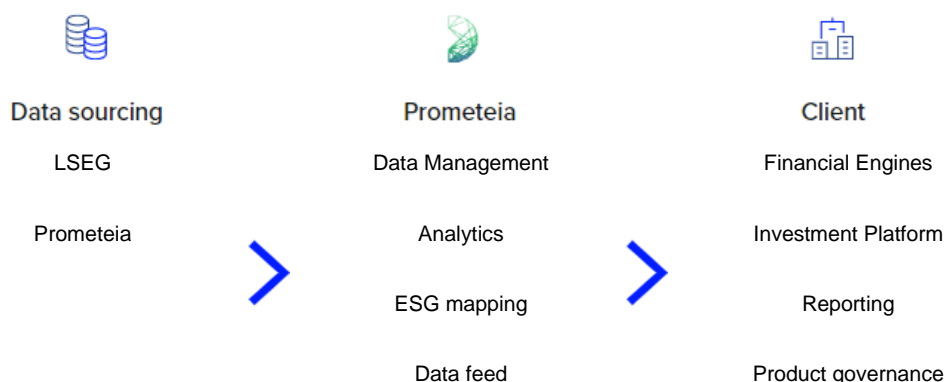 Data sourcing
LSEG
Prometeia
Prometeia
Data Management
Analytics
ESG mapping
Data feed
Client
Financial Engines
Investment Platform
Reporting
Product governance